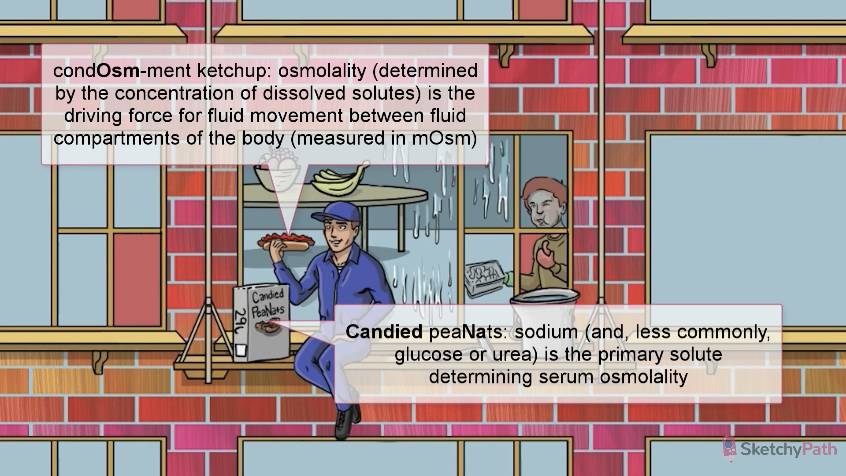 condOsm-ment ketchup: osmolality (determined
by the concentration of dissolved solutes) is the
driving force for fluid movement between fluid
compartments of the body (measured in mOsm)
Candied
PeaNats
290
Candied peaNats: sodium (and, less commonly,
glucose or urea) is the primary solute
determining serum osmolality
SketchyPath